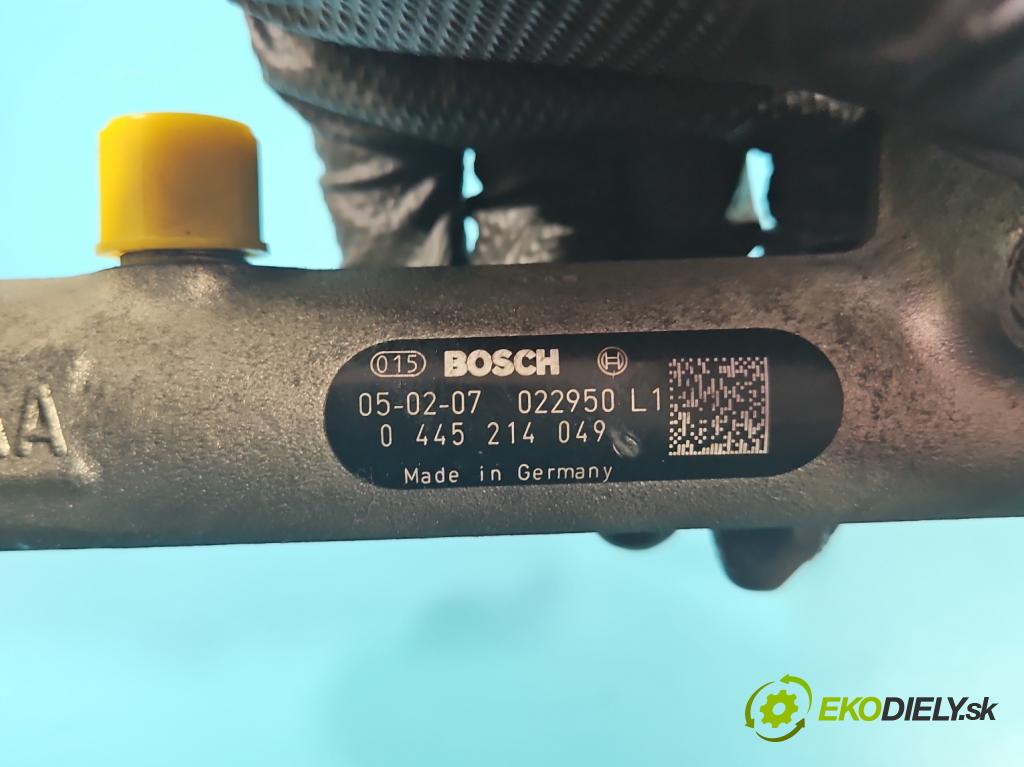 015 BOSCH
05-02-07 022950 L1
0 445 214 049
Made in Germany
EKODIELY.sk